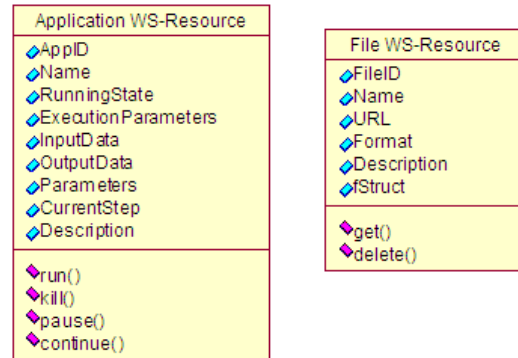 Application WS-Resource
AppID
Name
RunningState
ExecutionParameters
InputData
OutputData
Parameters
CurrentStep
Description
run()
kill()
pause()
continue()
File WS-Resource
FileID
Name
URL
Format
Description
fStruct
get()
delete()